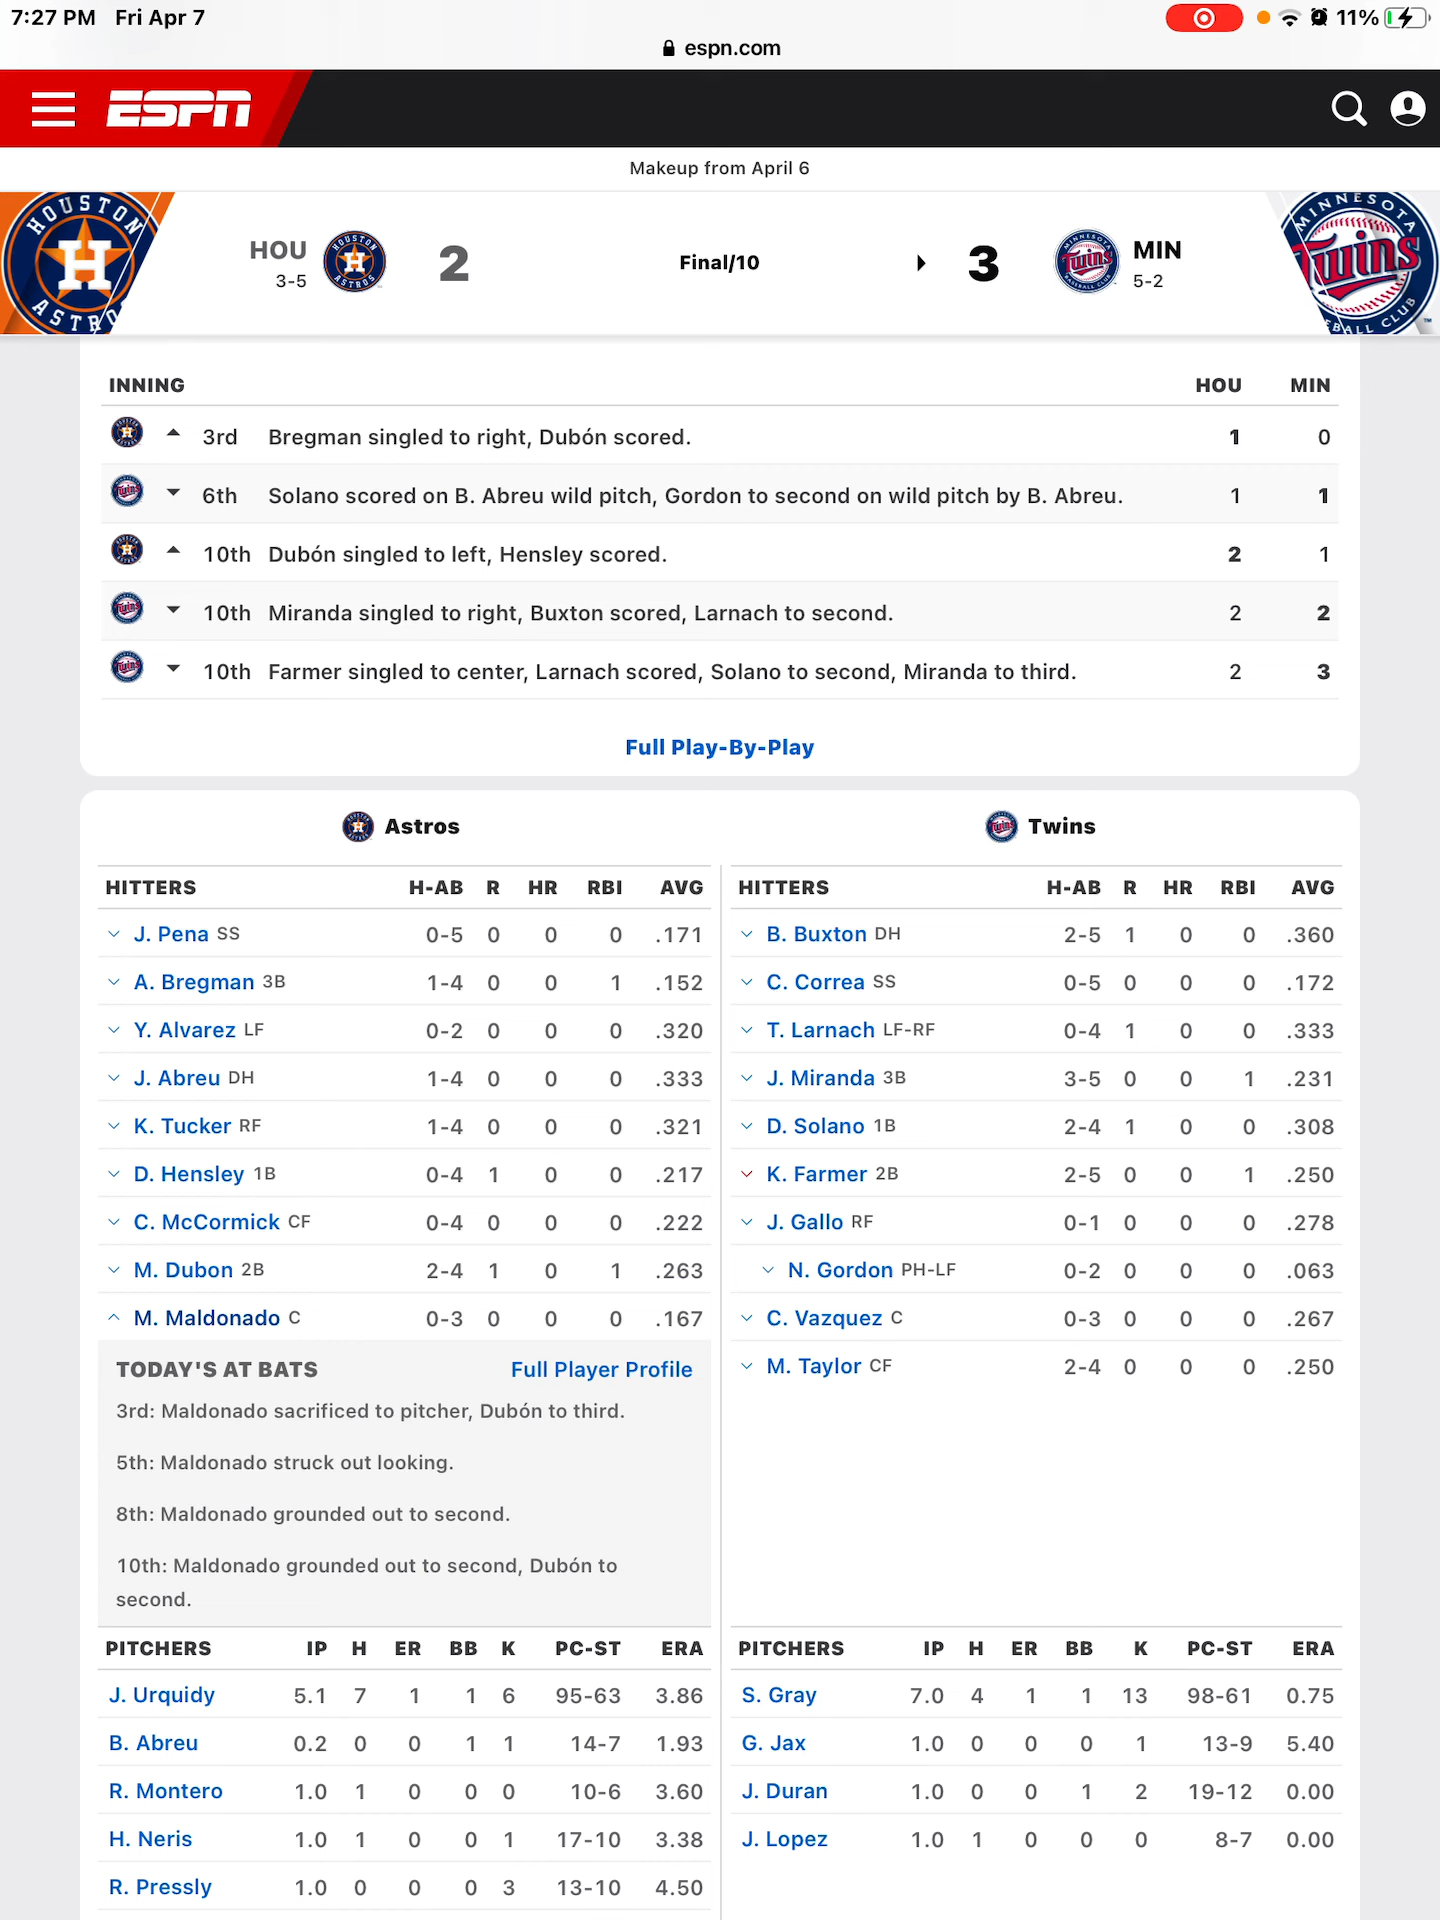 7:27 PM Fri Apr 7 11%
espn.com
ESPN
Makeup from April 6
HOUSTON ASTRO HOU 3-5 HOUSTON ASTROS 2 Final/10 3 MINNESOTA Twins BASEBALL CLUB MIN 5-2 MINNESOTA Twins EBALL CLUB TM
INNING HOU MIN
3rd Bregman singled to right, Dubón scored. 1 0
6th Solano scored on B. Abreu wild pitch, Gordon to second on wild pitch by B. Abreu. 1 1
10th Dubón singled to left, Hensley scored. 2 1
10th Miranda singled to right, Buxton scored, Larnach to second. 2 2
10th Farmer singled to center, Larnach scored, Solano to second, Miranda to third. 2 3
Full Play-By-Play
Astros
HITTERS H-AB R HR RBI AVG
J. Pena SS 0-5 0 0 0 .171
A. Bregman 3B 1-4 0 0 1 .152
Y. Alvarez LF 0-2 0 0 0 .320
J. Abreu DH 1-4 0 0 0 .333
K. Tucker RF 1-4 0 0 0 .321
D. Hensley 1B 0-4 1 0 0 .217
C. McCormick CF 0-4 0 0 0 .222
M. Dubon 2B 2-4 1 0 1 .263
M. Maldonado C 0-3 0 0 0 .167
TODAY'S AT BATS Full Player Profile
3rd: Maldonado sacrificed to pitcher, Dubón to third.
5th: Maldonado struck out looking.
8th: Maldonado grounded out to second.
10th: Maldonado grounded out to second, Dubón to
second.
PITCHERS IP H ER BB K PC-ST ERA
J. Urquidy 5.1 7 1 1 6 95-63 3.86
B. Abreu 0.2 0 0 1 1 14-7 1.93
R. Montero 1.0 1 0 0 0 10-6 3.60
H. Neris 1.0 1 0 0 1 17-10 3.38
R. Pressly 1.0 0 0 0 3 13-10 4.50
Twins
HITTERS H-AB R HR RBI AVG
B. Buxton DH 2-5 1 0 0 .360
C. Correa SS 0-5 0 0 0 .172
T. Larnach LF-RF 0-4 1 0 0 .333
J. Miranda 3B 3-5 0 0 1 .231
D. Solano 1B 2-4 1 0 0 .308
K. Farmer 2B 2-5 0 0 1 .250
J. Gallo RF 0-1 0 0 0 .278
N. Gordon PH-LF 0-2 0 0 0 .063
C. Vazquez C 0-3 0 0 0 .267
M. Taylor CF 2-4 0 0 0 .250
PITCHERS IP H ER BB K PC-ST ERA
S. Gray 7.0 4 1 1 13 98-61 0.75
G. Jax 1.0 0 0 0 1 13-9 5.40
J. Duran 1.0 0 0 1 2 19-12 0.00
J. Lopez 1.0 1 0 0 0 8-7 0.00